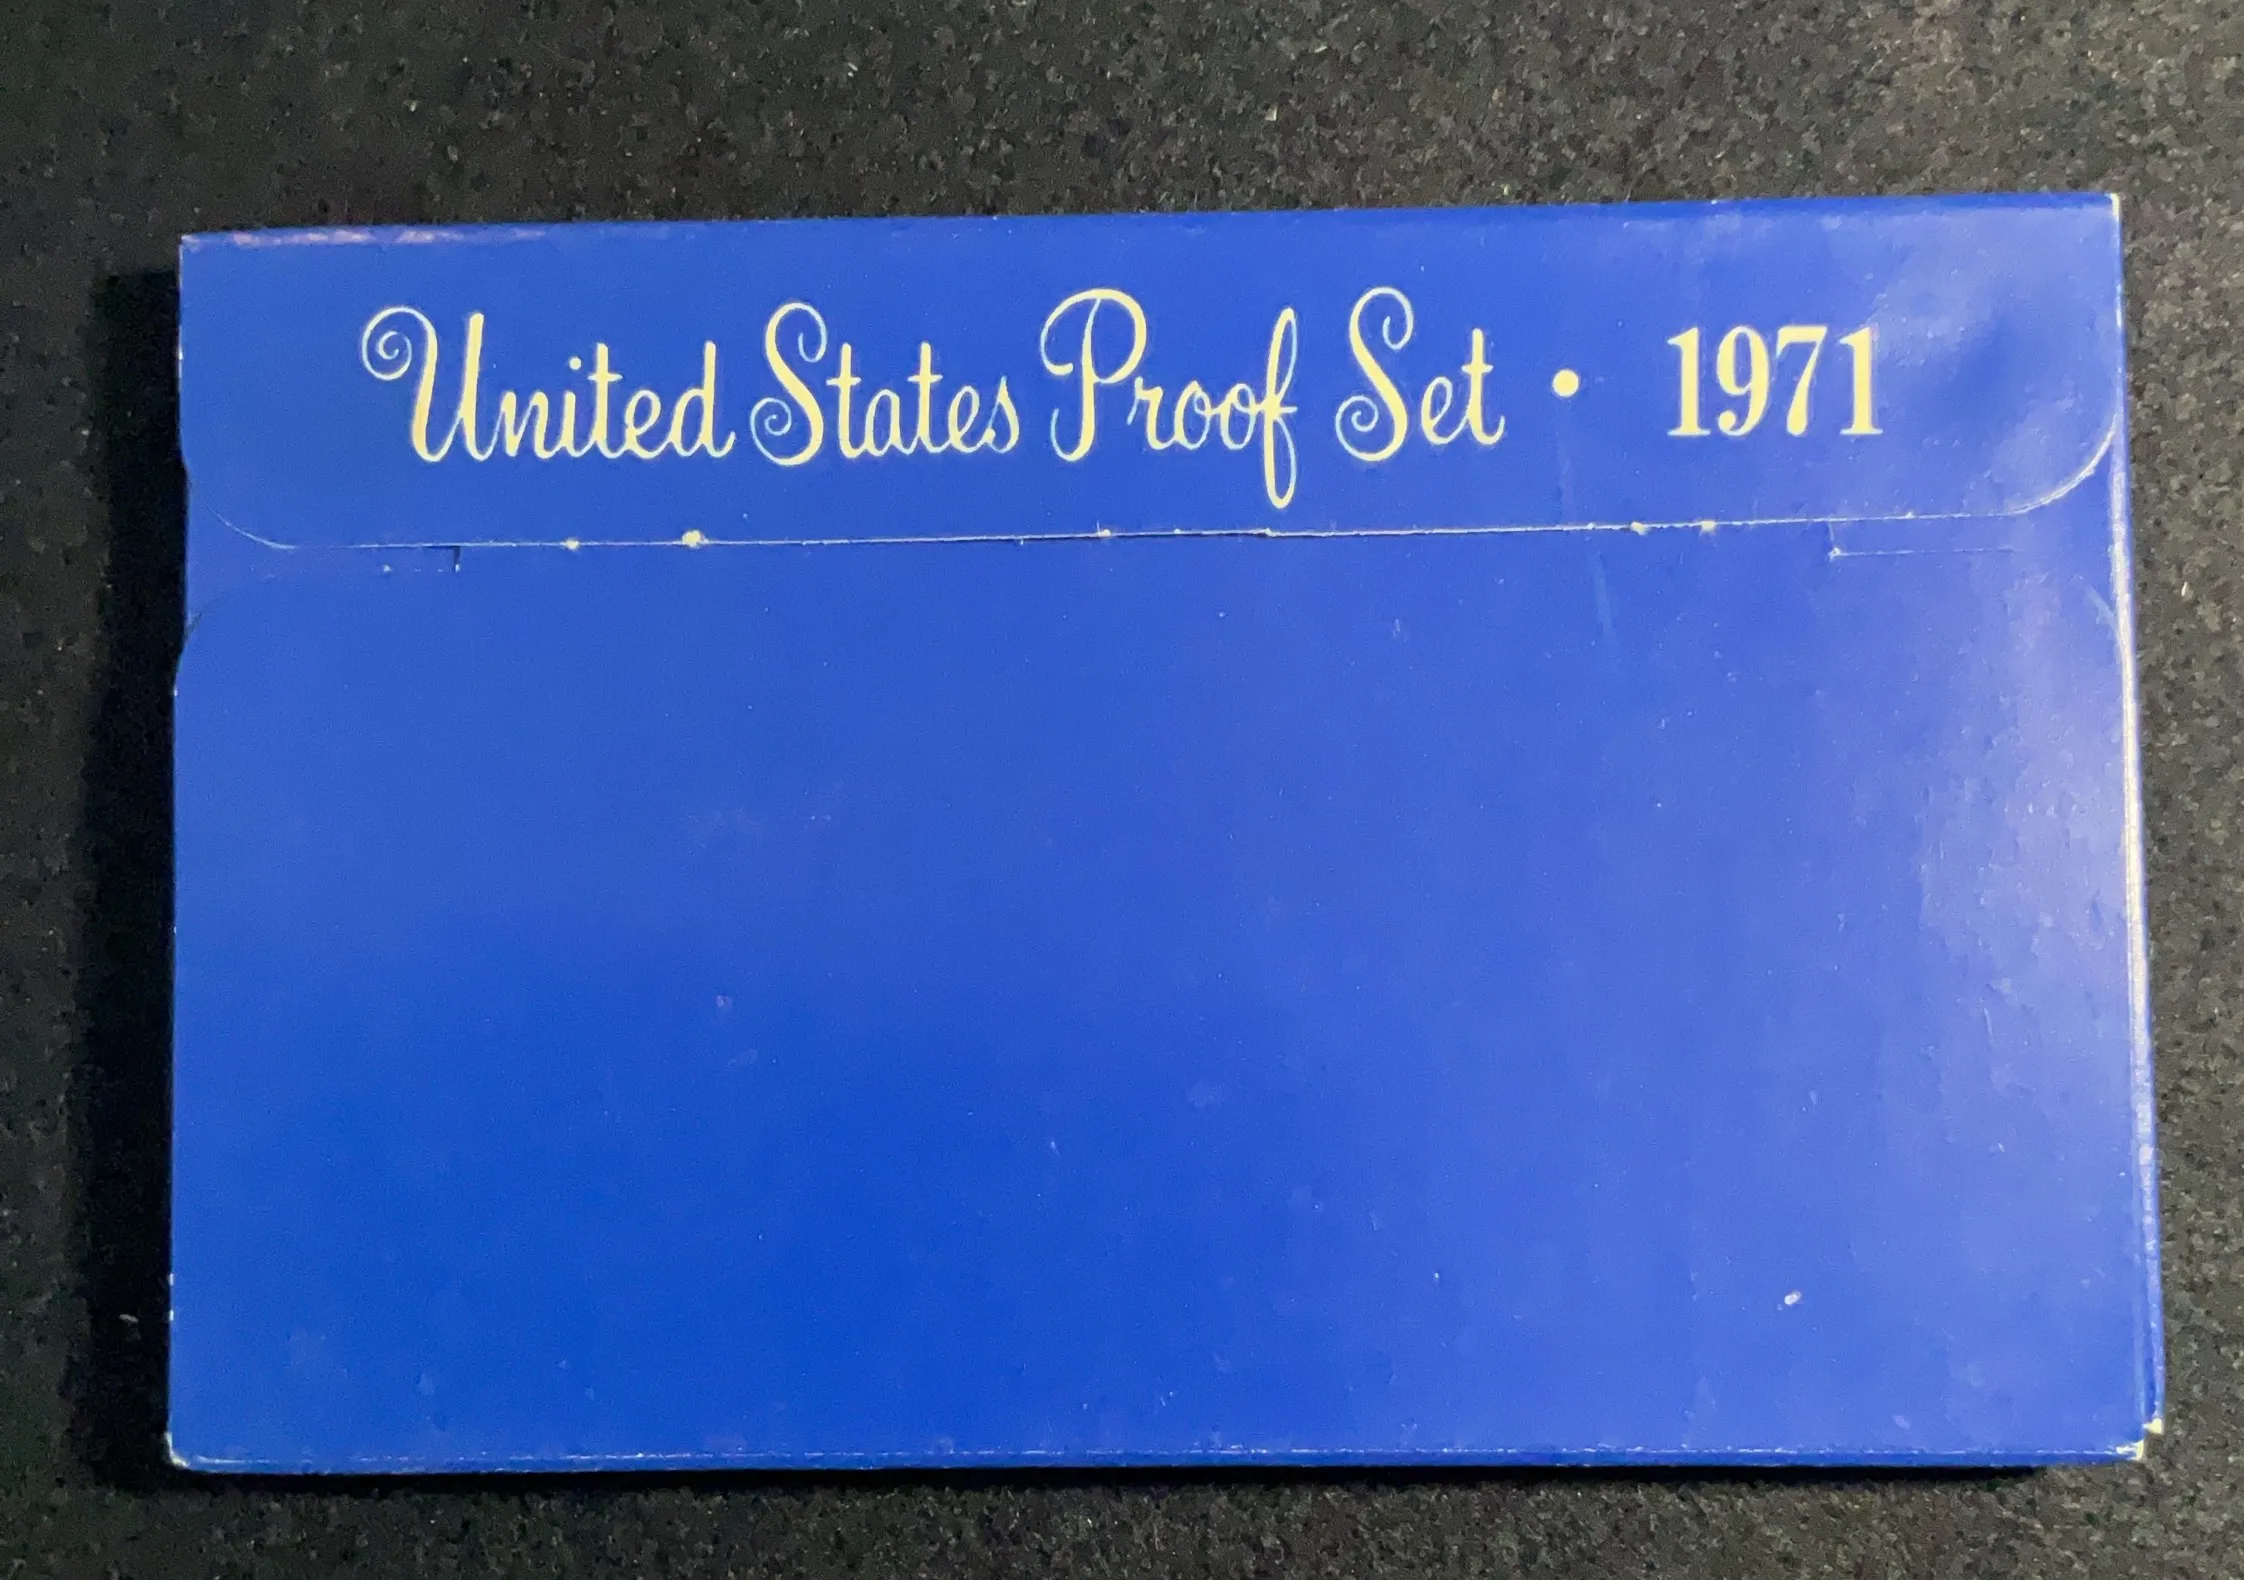 United States Proof Set • 1971